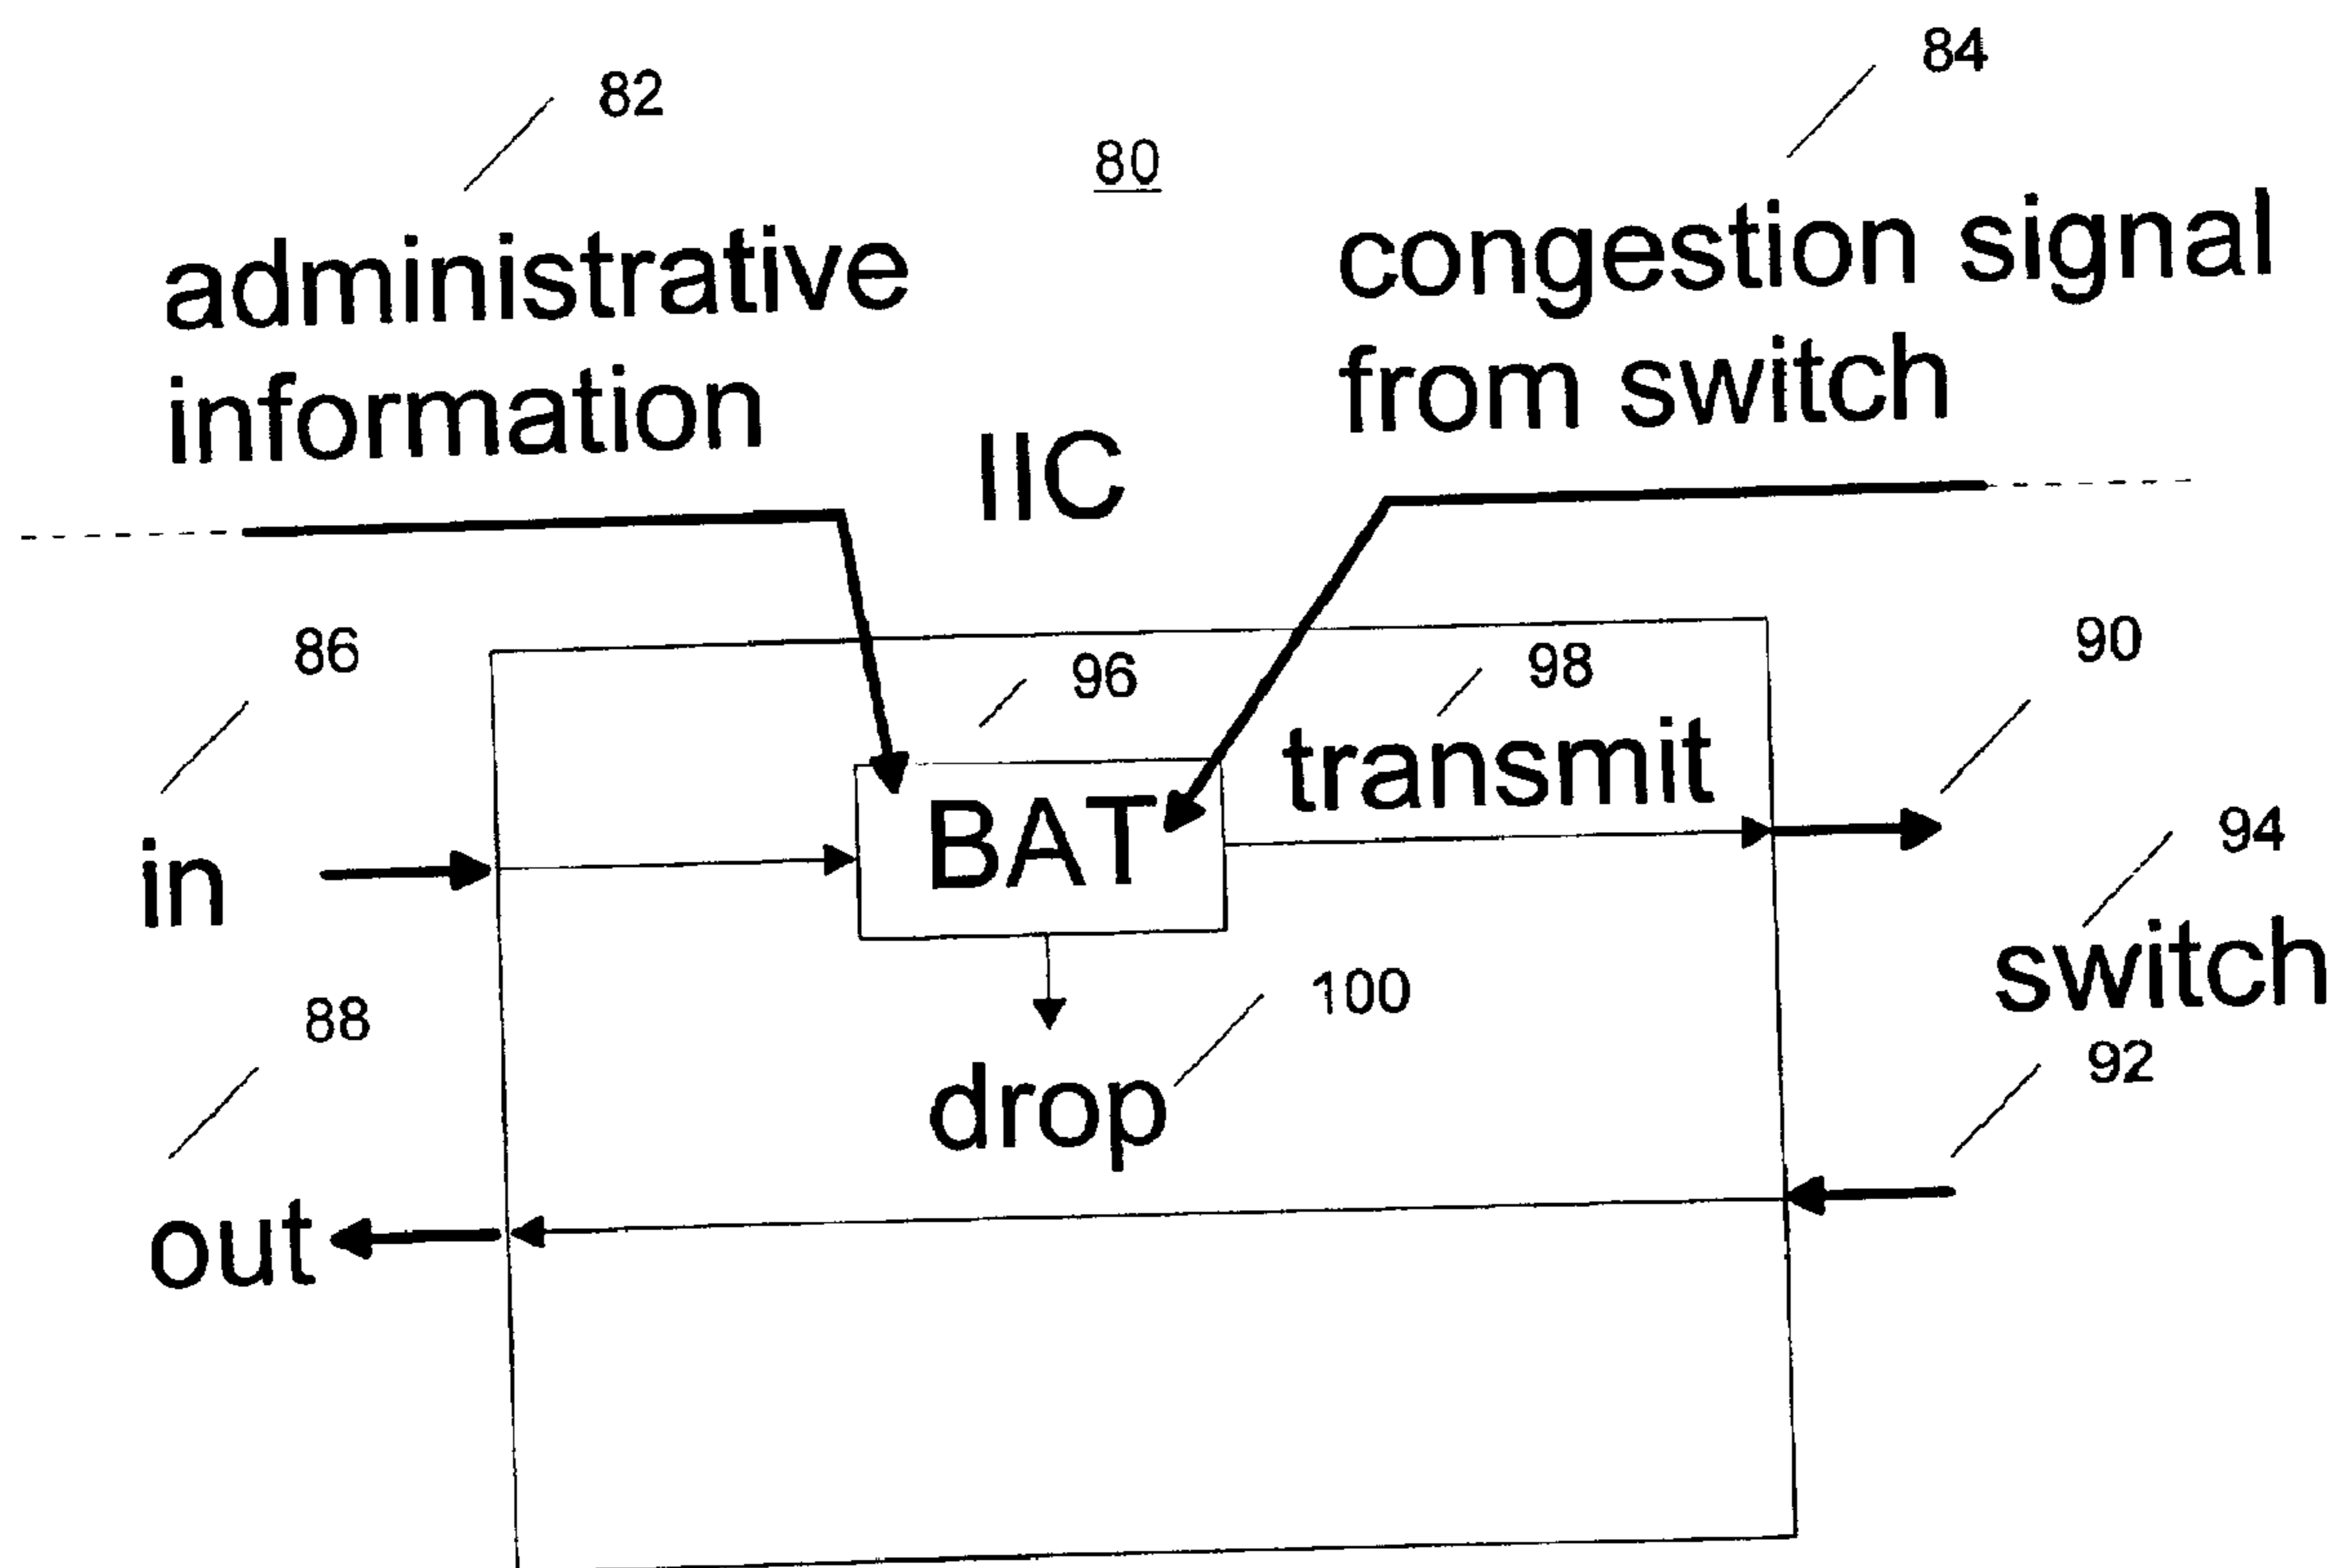 84
82
80
administrative
information
congestion signal
from switch
IIC
86
96
98
90
transmit
94
in
BAT
switch
88
100
92
drop
out